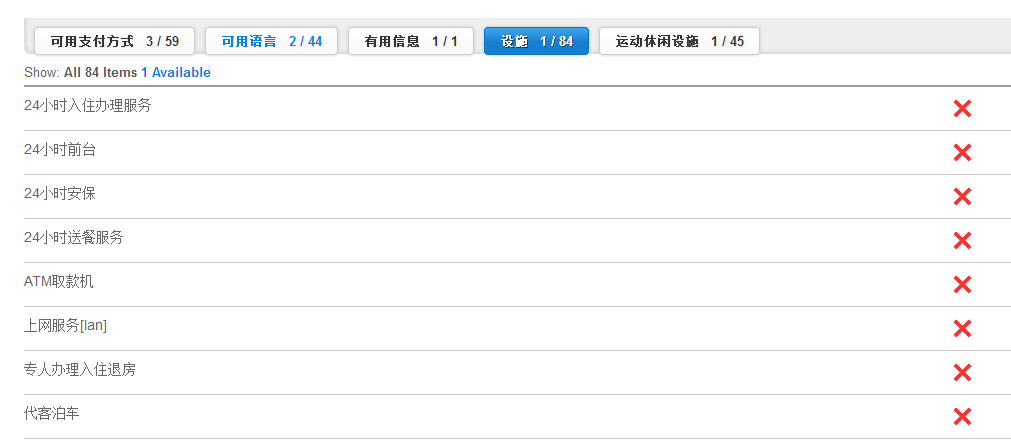 可用支付方式 3 / 59 可用语言 2 / 44 有用信息 1 / 1 设施 1 / 84 运动休闲设施 1 / 45
Show: All 84 Items 1 Available
24小时入住办理服务
24小时前台
24小时安保
24小时送餐服务
ATM取款机
上网服务[lan]
专人办理入住退房
代客泊车